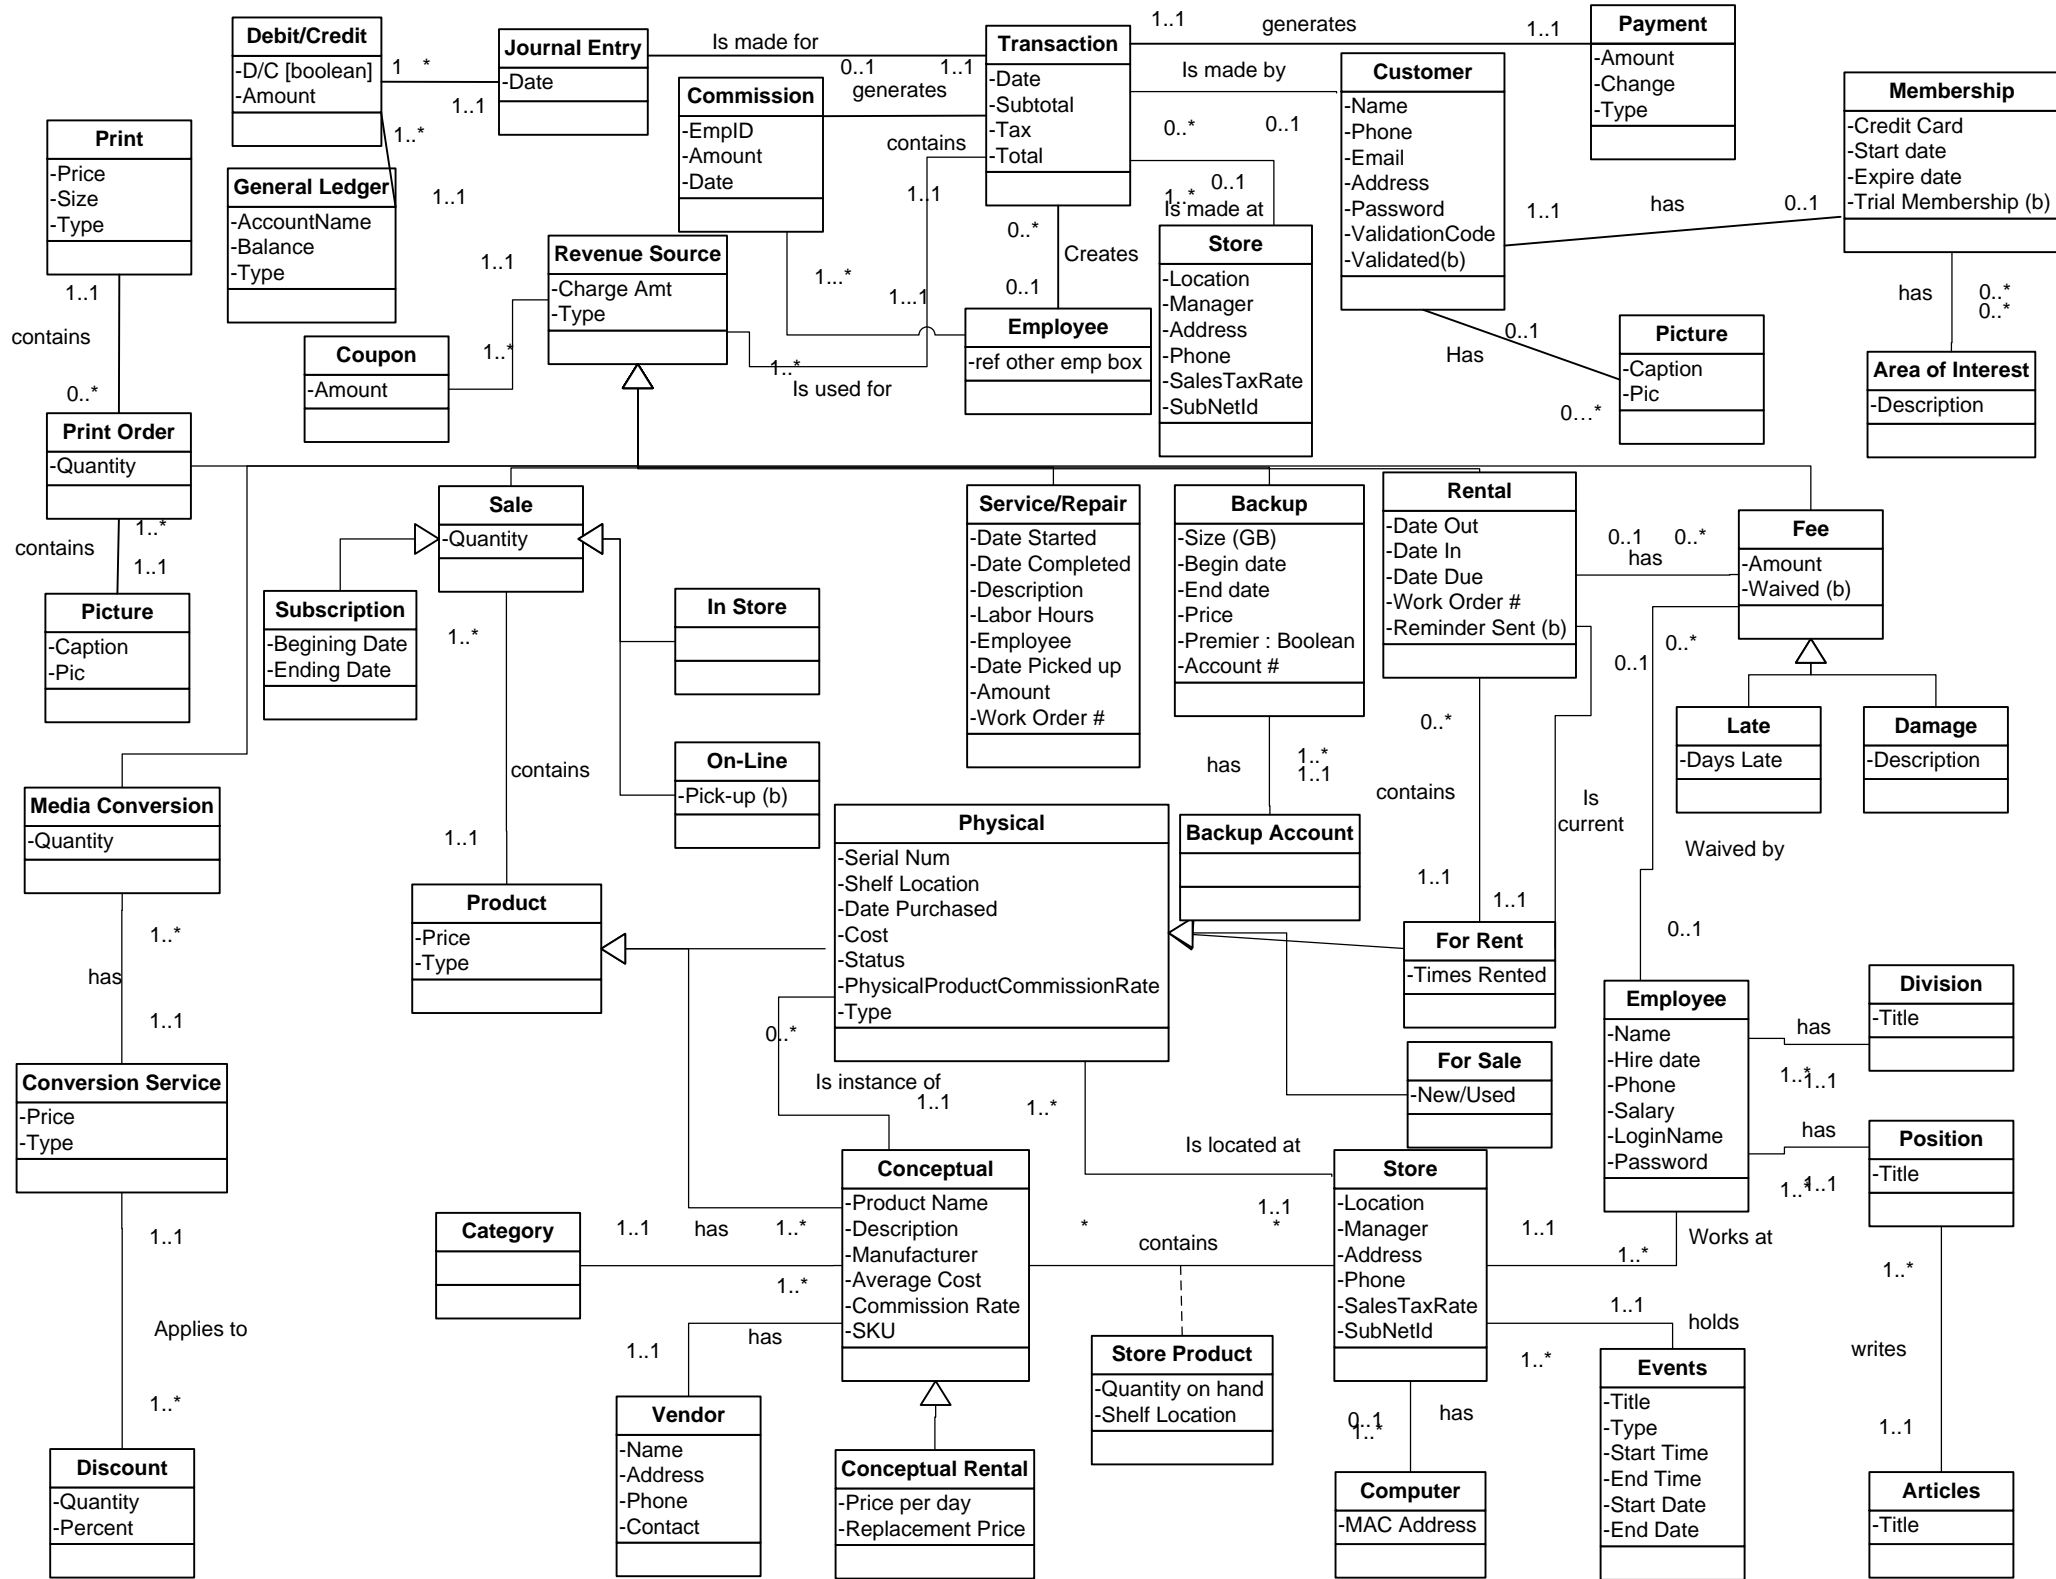 Debit/Credit
-D/C [boolean]
-Amount
1
*
1..1
1..*
Journal Entry
-Date
Is made for
0..1
1..1
Transaction
-Date
-Subtotal
-Tax
-Total
1..1
generates
1..1
Payment
-Amount
-Change
-Type
Commission
-EmpID
-Amount
-Date
generates
contains
1..1
Is made by
0..*
0..1
Customer
-Name
-Phone
-Email
-Address
-Password
-ValidationCode
-Validated(b)
1..1
has
0..1
Membership
-Credit Card
-Start date
-Expire date
-Trial Membership (b)
has
0..*
0..*
Area of Interest
-Description
Print
-Price
-Size
-Type
1..1
contains
0..*
General Ledger
-AccountName
-Balance
-Type
1..1
0..1
1..*
Is made at
Store
-Location
-Manager
-Address
-Phone
-SalesTaxRate
-SubNetId
0..*
Creates
0..1
Employee
-ref other emp box
1...*
1...1
Revenue Source
-Charge Amt
-Type
1..1
1..*
1..*
Is used for
Coupon
-Amount
0..1
Has
0...*
Picture
-Caption
-Pic
Print Order
-Quantity
1..*
contains
1..1
Picture
-Caption
-Pic
Sale
-Quantity
Subscription
-Begining Date
-Ending Date
1..*
contains
1..1
In Store
On-Line
-Pick-up (b)
Service/Repair
-Date Started
-Date Completed
-Description
-Labor Hours
-Employee
-Date Picked up
-Amount
-Work Order #
Backup
-Size (GB)
-Begin date
-End date
-Price
-Premier : Boolean
-Account #
has
1..*
1..1
Backup Account
Rental
-Date Out
-Date In
-Date Due
-Work Order #
-Reminder Sent (b)
0..1
0..*
has
Fee
-Amount
-Waived (b)
0..*
0..1
Late
-Days Late
Damage
-Description
0..*
contains
1..1
Is
current
1..1
Waived by
0..1
Media Conversion
-Quantity
1..*
has
1..1
Conversion Service
-Price
-Type
1..1
Applies to
1..*
Discount
-Quantity
-Percent
Product
-Price
-Type
Physical
-Serial Num
-Shelf Location
-Date Purchased
-Cost
-Status
-PhysicalProductCommissionRate
-Type
0..*
Is instance of
1..1
1..*
For Rent
-Times Rented
For Sale
-New/Used
Is located at
1..1
Employee
-Name
-Hire date
-Phone
-Salary
-LoginName
-Password
has
1..*
1..1
Division
-Title
has
1..*
1..1
Position
-Title
Category
1..1
has
1..*
1..*
Conceptual
-Product Name
-Description
-Manufacturer
-Average Cost
-Commission Rate
-SKU
*
contains
*
Store
-Location
-Manager
-Address
-Phone
-SalesTaxRate
-SubNetId
1..1
1..*
Works at
1..1
holds
1..*
Events
-Title
-Type
-Start Time
-End Time
-Start Date
-End Date
1..*
writes
1..1
Articles
-Title
has
1..1
Vendor
-Name
-Address
-Phone
-Contact
Conceptual Rental
-Price per day
-Replacement Price
Store Product
-Quantity on hand
-Shelf Location
0..1
1..*
has
Computer
-MAC Address